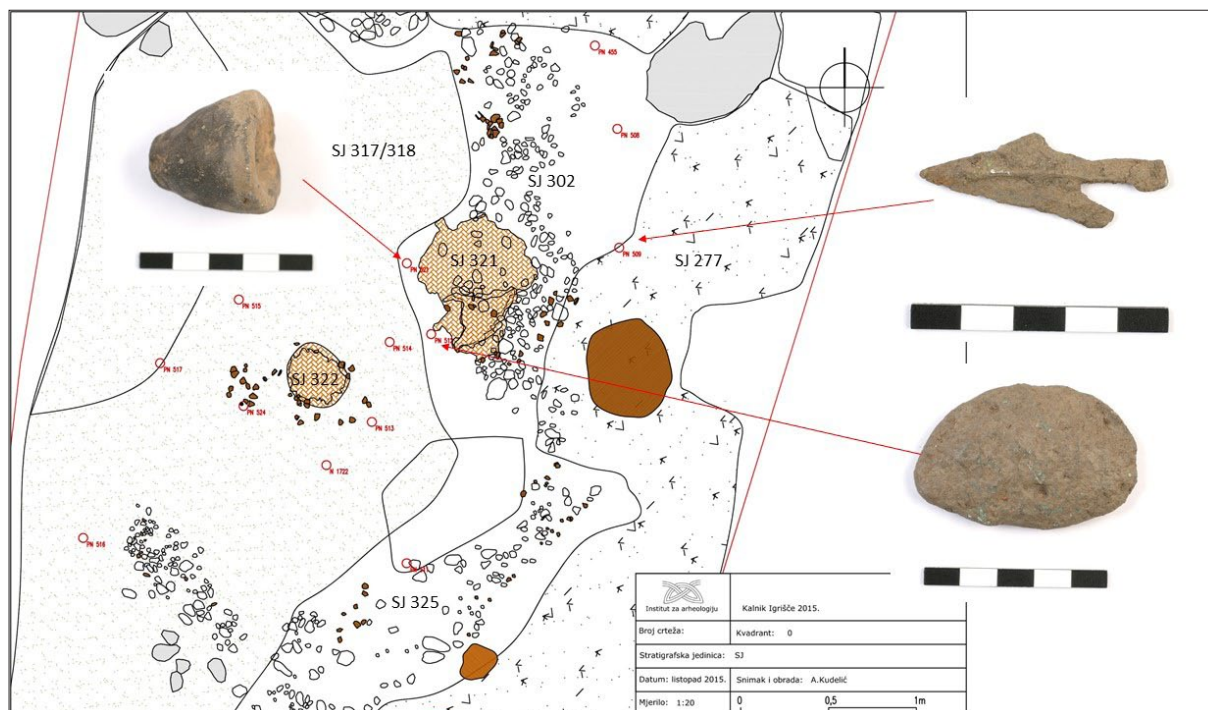 PN 455
PN 508
SJ 317/318
SJ 302
PN 509
SJ 277
SJ 321
PN 515
PN 514
PN 517
SJ 322
PN 524
PN 513
N 1722
PN 516
SJ 325
Institut za arheologiju
Kalnik Igrišče 2015.
Broj crteža:
Kvadrant: 0
Stratigrafska jedinica: SJ
Datum: listopad 2015.
Snimak i obrada: A.Kudelić
Mjerilo: 1:20
0 0,5 1m